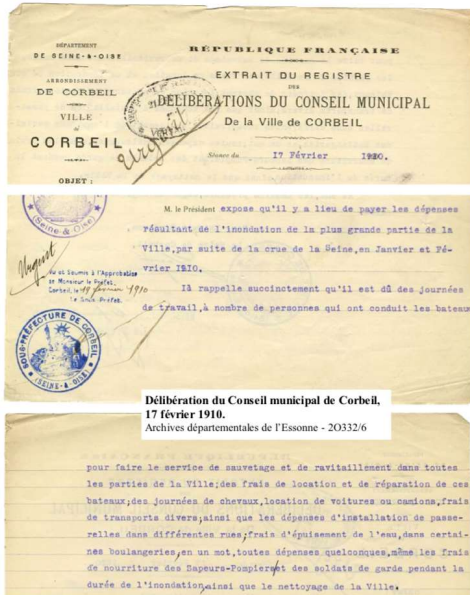 DÉPARTEMENT
DE SEINE-&-OISE
ARRONDISSEMENT
DE CORBEIL
VILLE
de
CORBEIL
OBJET :
RÉPUBLIQUE FRANÇAISE
EXTRAIT DU REGISTRE
DES
DÉLIBÉRATIONS DU CONSEIL MUNICIPAL
De la Ville de CORBEIL
Urgent
Séance du 17 Février 1910.
(Seine & Oise)
Urgent
Vu et Soumis à l'Approbation
de Monsieur le Préfet.
Corbeil, le 19 février 1910
Le Sous-Préfet.
SOUS-PRÉFECTURE DE CORBEIL
(SEINE-&-OISE)
M. le Président expose qu'il y a lieu de payer les dépenses
résultant de l'inondation de la plus grande partie de la
Ville,par suite de la crue de la Seine,en Janvier et Fé-
vrier 1910.
Il rappelle succinctement qu'il est dû des journées
de travail,à nombre de personnes qui ont conduit les bateaux
Délibération du Conseil municipal de Corbeil,
17 février 1910.
Archives départementales de l'Essonne - 2O332/6
pour faire le service de sauvetage et de ravitaillement dans toutes
les parties de la Ville;des frais de location et de réparation de ces
bateaux;des journées de chevaux,location de voitures ou camions,frais
de transports divers;ainsi que les dépenses d'installation de passe-
relles dans différentes rues;frais d'épuisement de l'eau,dans certai-
nes boulangeries,en un mot,toutes dépenses quelconques,même les frais
de nourriture des Sapeurs-Pompiers,et des soldats de garde pendant la
durée de l'inondation,ainsi que le nettoyage de la Ville.